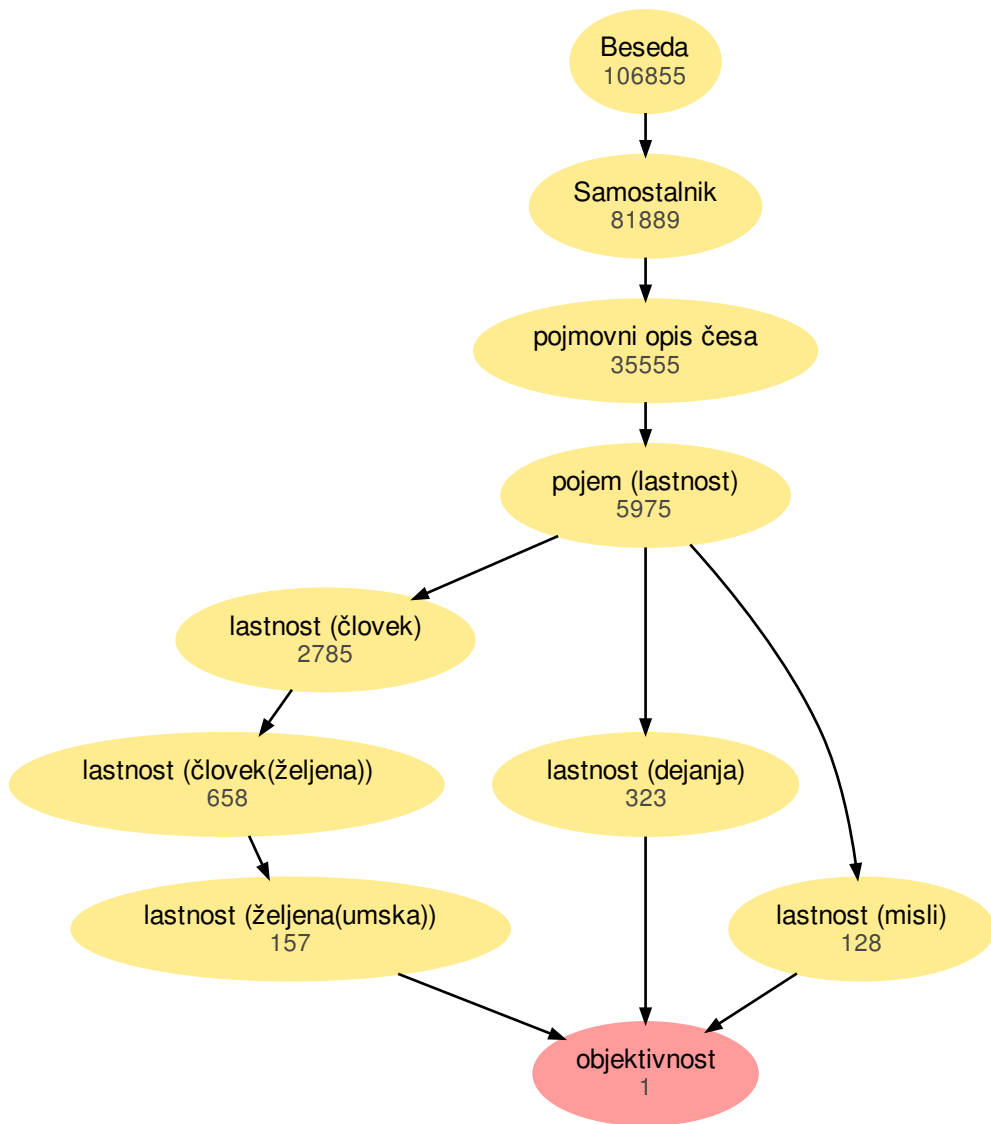 Beseda
106855
Samostalnik
81889
pojmovni opis česa
35555
pojem (lastnost)
5975
lastnost (človek)
2785
lastnost (človek(željena))
658
lastnost (dejanja)
323
lastnost (željena(umska))
157
lastnost (misli)
128
objektivnost
1